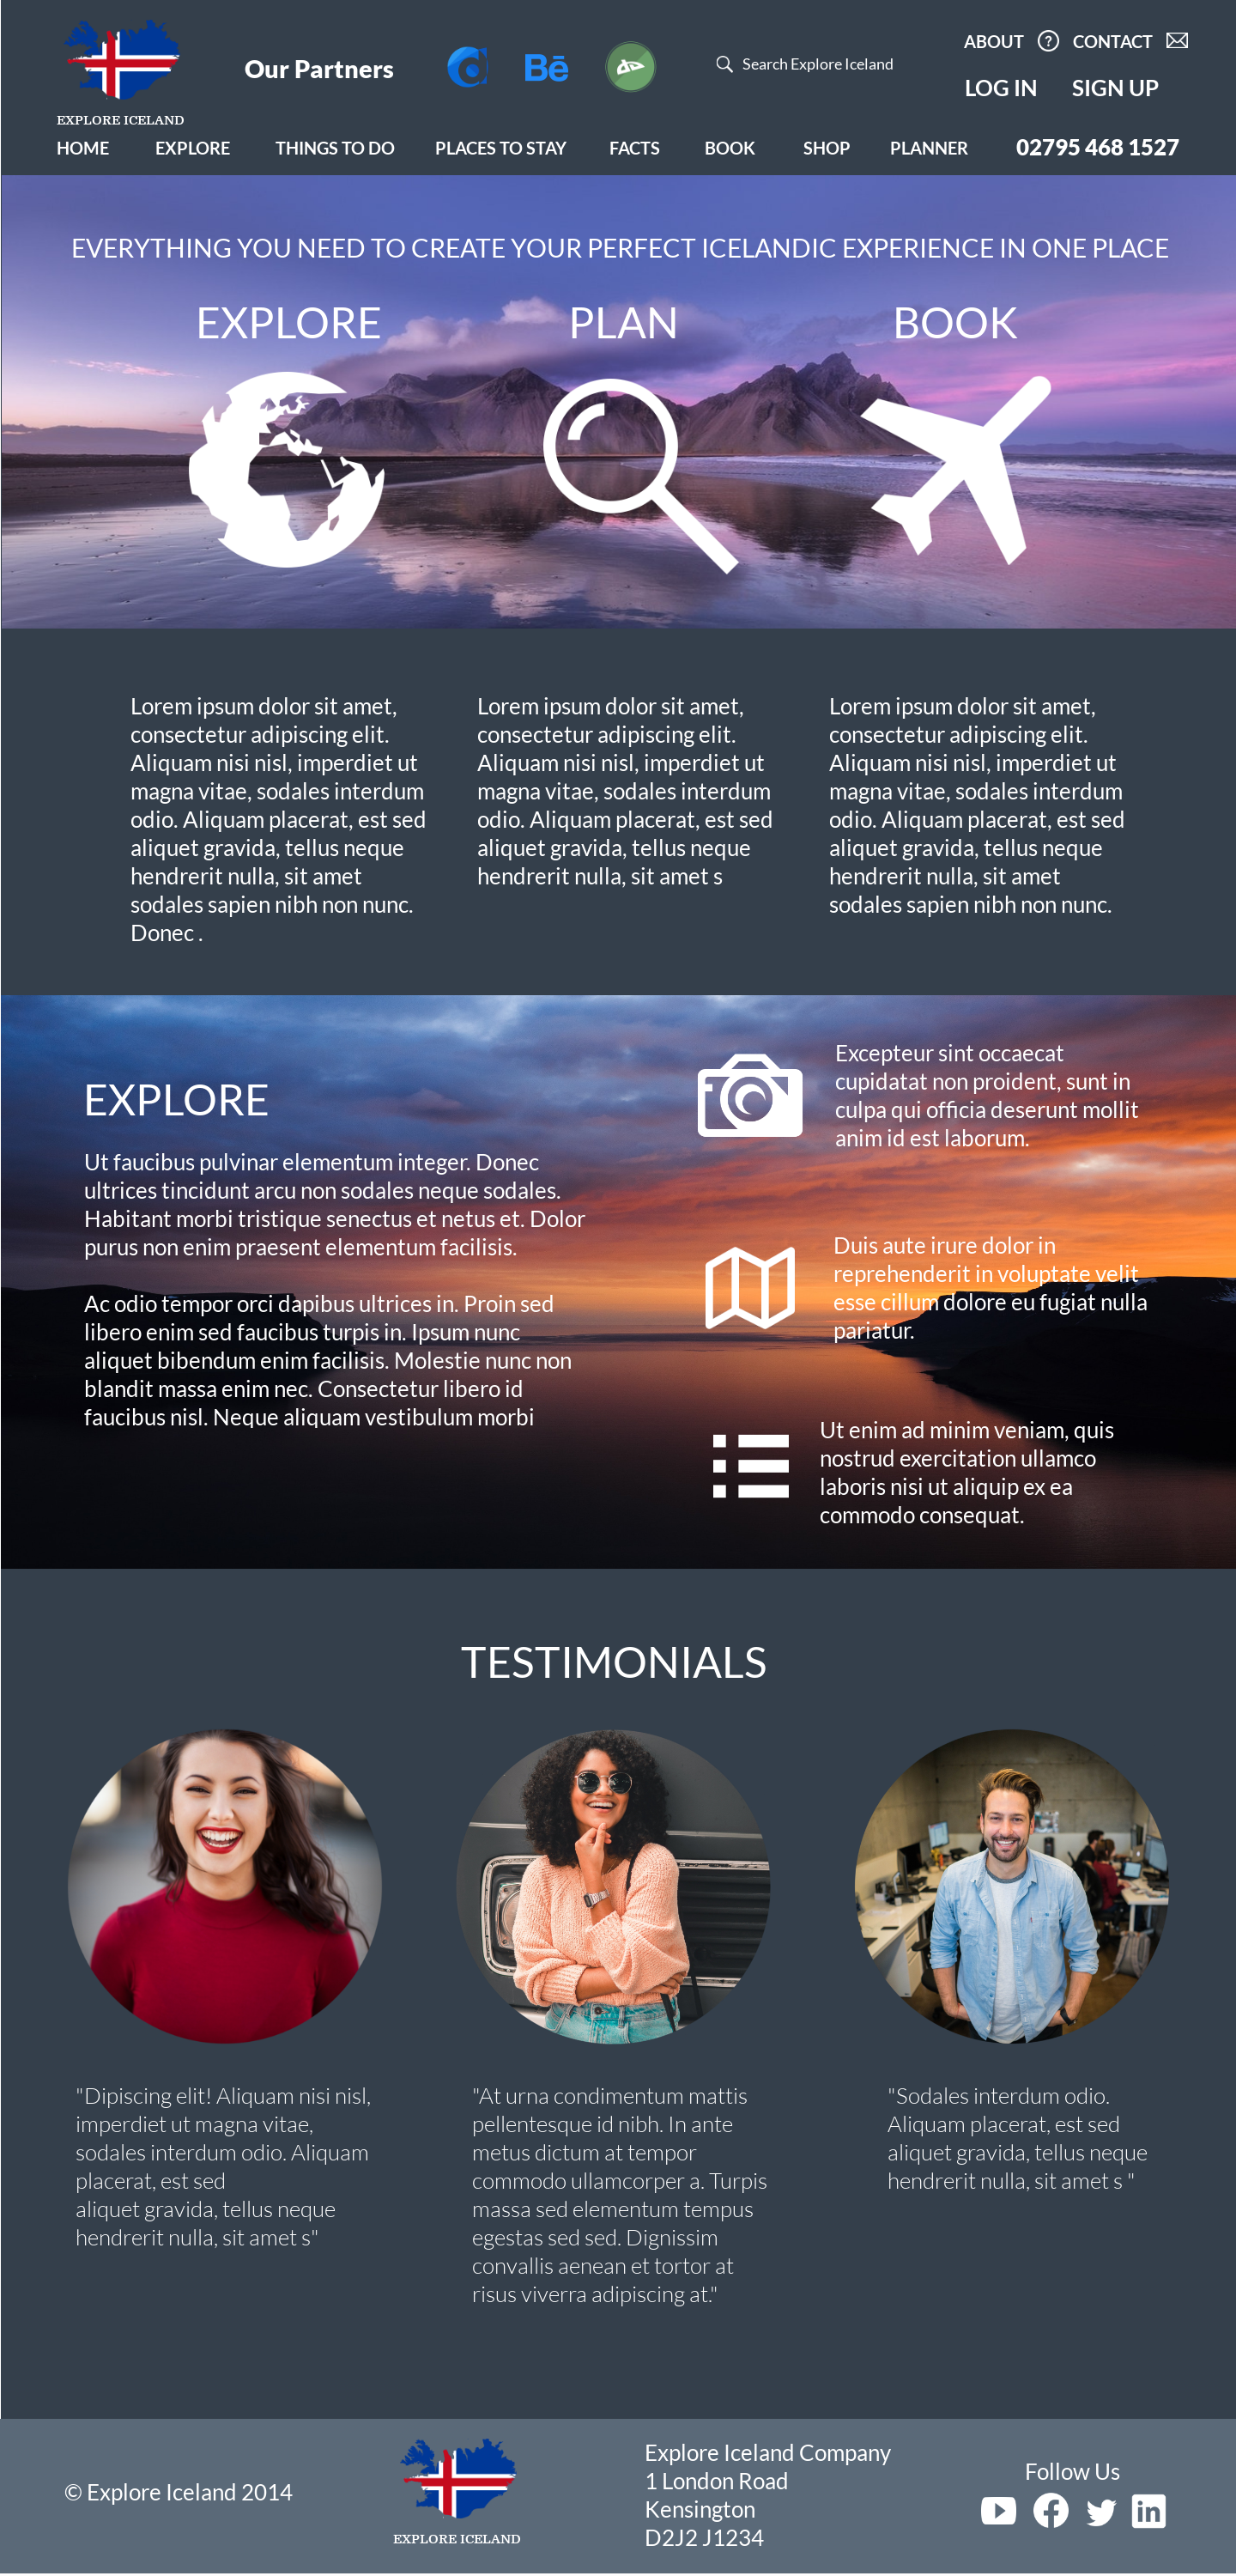 ABOUT ? CONTACT
Our Partners
Bē
Search Explore Iceland
LOG IN SIGN UP
EXPLORE ICELAND
HOME EXPLORE THINGS TO DO PLACES TO STAY FACTS BOOK SHOP PLANNER 02795 468 1527
EVERYTHING YOU NEED TO CREATE YOUR PERFECT ICELANDIC EXPERIENCE IN ONE PLACE
EXPLORE
PLAN
BOOK
Lorem ipsum dolor sit amet,
consectetur adipiscing elit.
Aliquam nisi nisl, imperdiet ut
magna vitae, sodales interdum
odio. Aliquam placerat, est sed
aliquet gravida, tellus neque
hendrerit nulla, sit amet
sodales sapien nibh non nunc.
Donec .
Lorem ipsum dolor sit amet,
consectetur adipiscing elit.
Aliquam nisi nisl, imperdiet ut
magna vitae, sodales interdum
odio. Aliquam placerat, est sed
aliquet gravida, tellus neque
hendrerit nulla, sit amet s
Lorem ipsum dolor sit amet,
consectetur adipiscing elit.
Aliquam nisi nisl, imperdiet ut
magna vitae, sodales interdum
odio. Aliquam placerat, est sed
aliquet gravida, tellus neque
hendrerit nulla, sit amet
sodales sapien nibh non nunc.
EXPLORE
Ut faucibus pulvinar elementum integer. Donec
ultrices tincidunt arcu non sodales neque sodales.
Habitant morbi tristique senectus et netus et. Dolor
purus non enim praesent elementum facilisis.
Ac odio tempor orci dapibus ultrices in. Proin sed
libero enim sed faucibus turpis in. Ipsum nunc
aliquet bibendum enim facilisis. Molestie nunc non
blandit massa enim nec. Consectetur libero id
faucibus nisl. Neque aliquam vestibulum morbi
Excepteur sint occaecat
cupidatat non proident, sunt in
culpa qui officia deserunt mollit
anim id est laborum.
Duis aute irure dolor in
reprehenderit in voluptate velit
esse cillum dolore eu fugiat nulla
pariatur.
Ut enim ad minim veniam, quis
nostrud exercitation ullamco
laboris nisi ut aliquip ex ea
commodo consequat.
TESTIMONIALS
"Dipiscing elit! Aliquam nisi nisl,
imperdiet ut magna vitae,
sodales interdum odio. Aliquam
placerat, est sed
aliquet gravida, tellus neque
hendrerit nulla, sit amet s"
"At urna condimentum mattis
pellentesque id nibh. In ante
metus dictum at tempor
commodo ullamcorper a. Turpis
massa sed elementum tempus
egestas sed sed. Dignissim
convallis aenean et tortor at
risus viverra adipiscing at."
"Sodales interdum odio.
Aliquam placerat, est sed
aliquet gravida, tellus neque
hendrerit nulla, sit amet s "
© Explore Iceland 2014
EXPLORE ICELAND
Explore Iceland Company
1 London Road
Kensington
D2J2 J1234
Follow Us
in